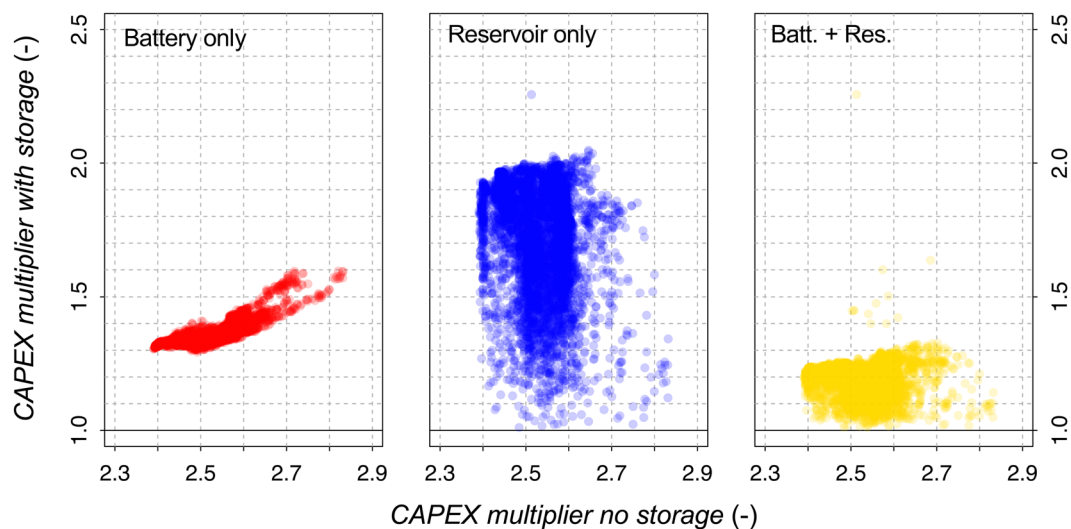 Battery only
Reservoir only
Batt. + Res.
CAPEX multiplier with storage (-)
2.5
2.0
1.5
1.0
2.5
2.0
1.5
1.0
2.3 2.5 2.7 2.9
2.3 2.5 2.7 2.9
2.3 2.5 2.7 2.9
CAPEX multiplier no storage (-)